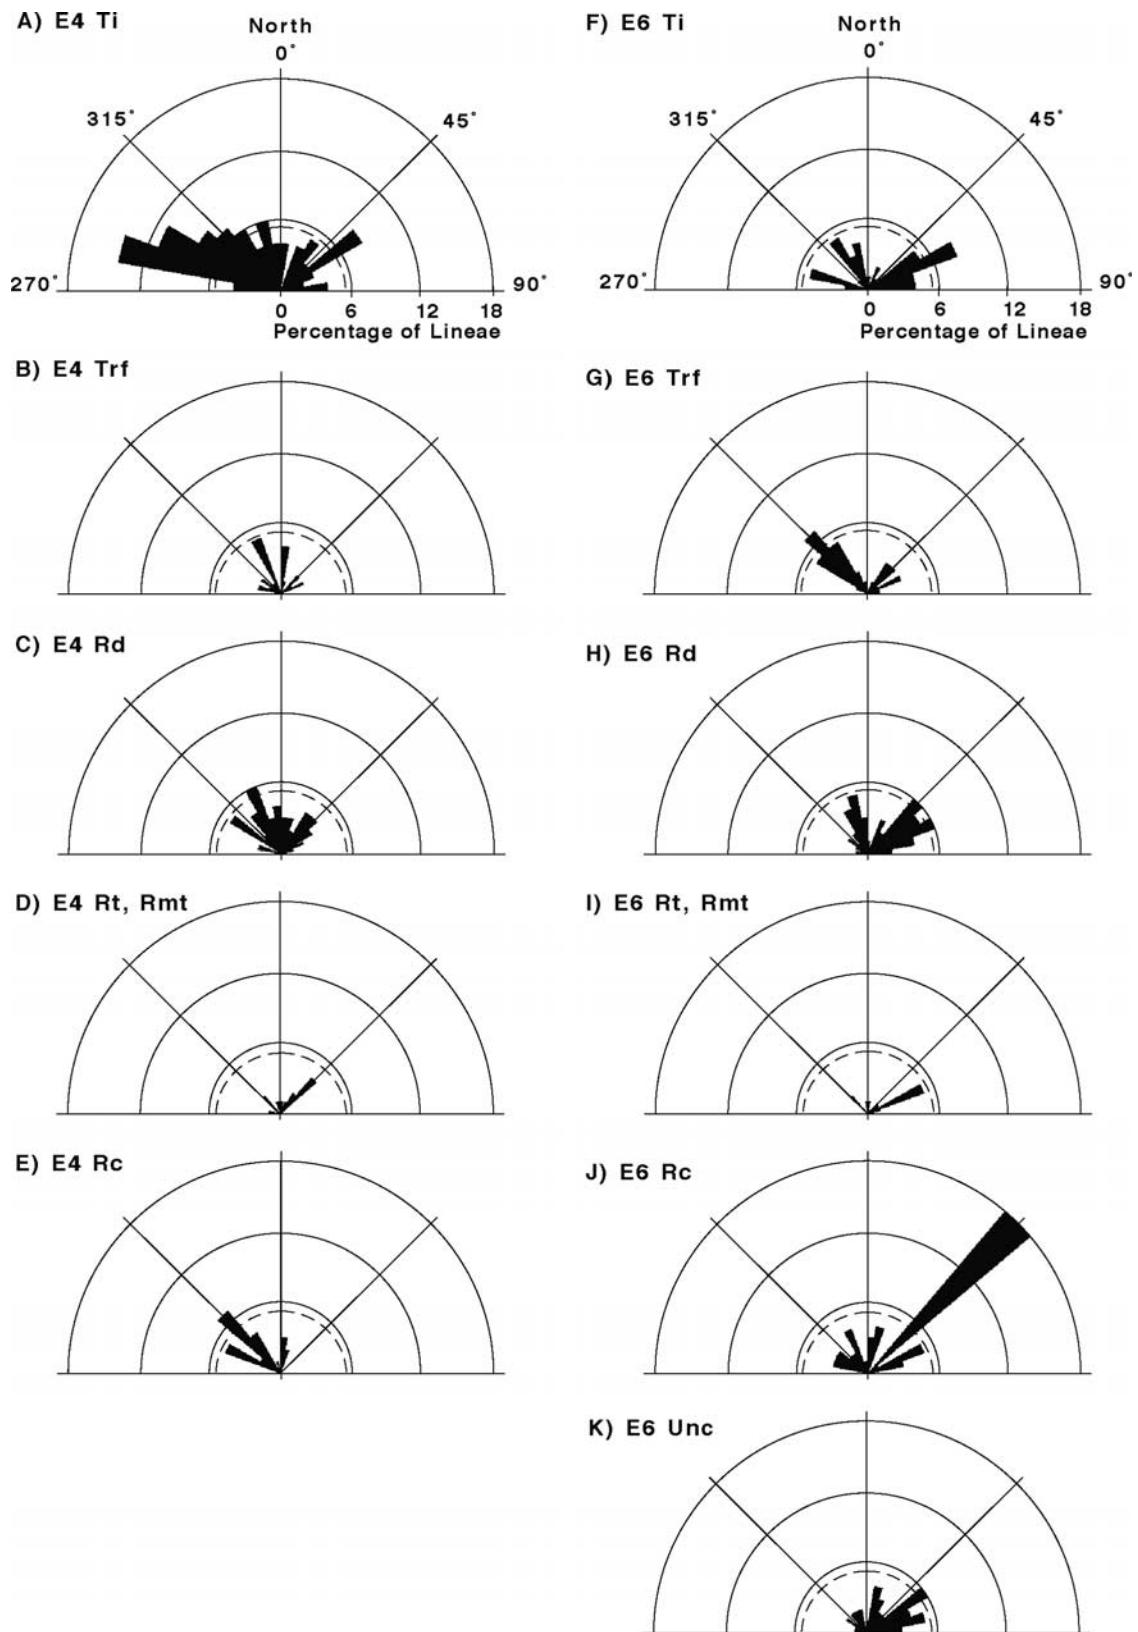 A) E4 Ti
North
0°
315°
45°
270°
90°
0 6 12 18
Percentage of Lineae
B) E4 Trf
C) E4 Rd
D) E4 Rt, Rmt
E) E4 Rc
F) E6 Ti
North
0°
315°
45°
270°
90°
0 6 12 18
Percentage of Lineae
G) E6 Trf
H) E6 Rd
I) E6 Rt, Rmt
J) E6 Rc
K) E6 Unc